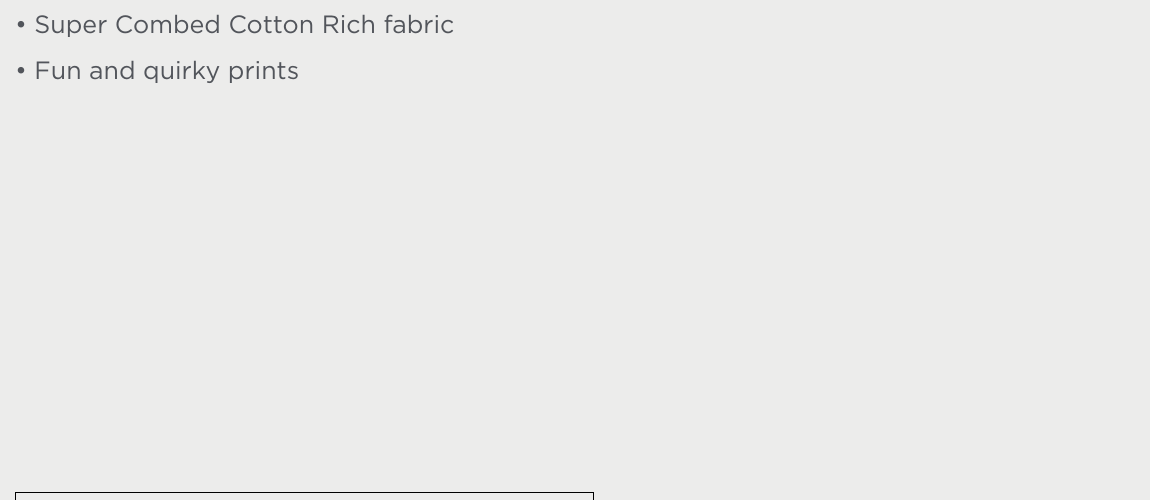 • Super Combed Cotton Rich fabric
• Fun and quirky prints